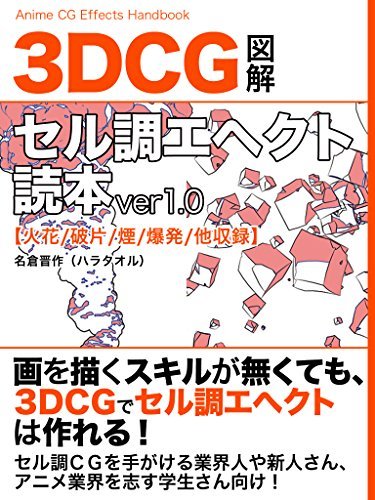 Anime CG Effects Handbook
3DCG図解
セル調エヘクト
読本ver1.0
【火花/破片/煙/爆発/他収録】
名倉晋作（ハラタオル）
画を描くスキルが無くても、
3DCGでセル調エヘクト
は作れる！
セル調ＣＧを手がける業界人や新人さん、
アニメ業界を志す学生さん向け！